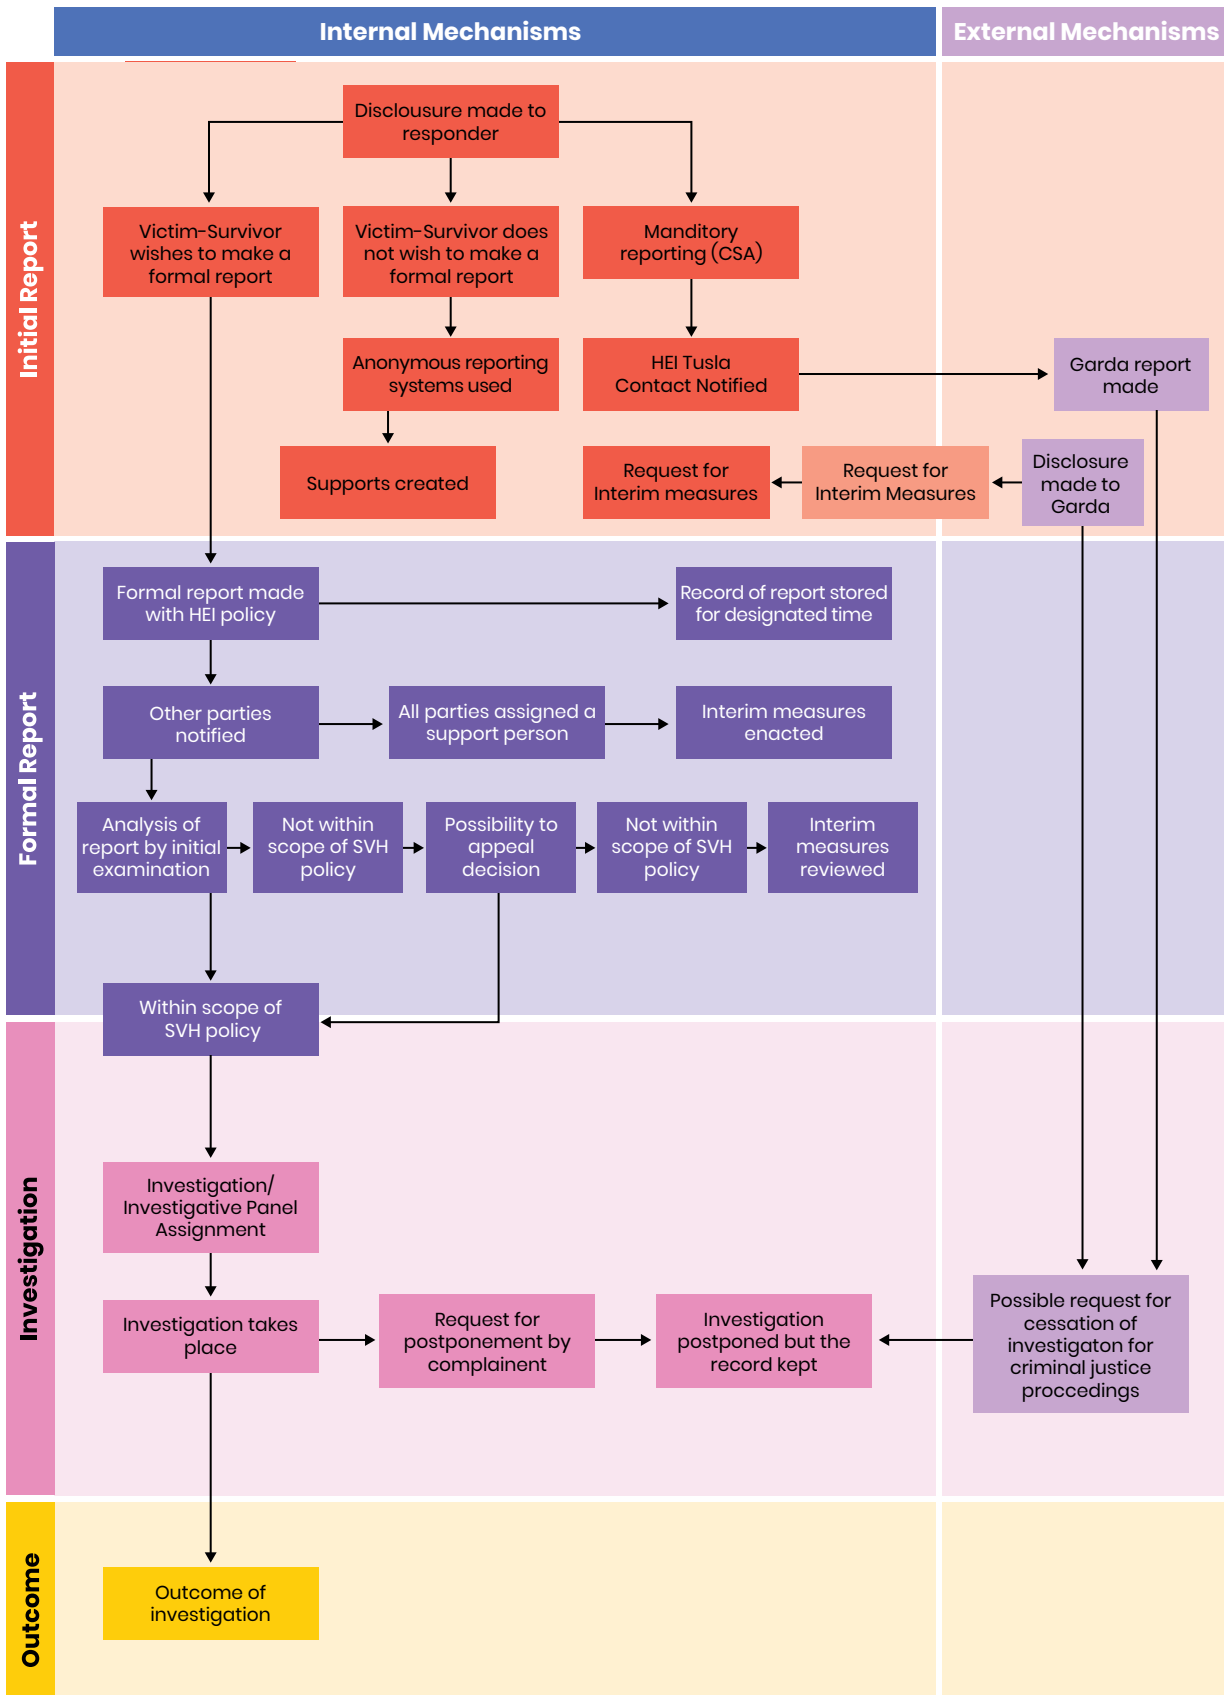 Internal Mechanisms
External Mechanisms
Initial Report
Disclousure made to
responder
Victim-Survivor
wishes to make a
formal report
Victim-Survivor does
not wish to make a
formal report
Manditory
reporting (CSA)
Anonymous reporting
systems used
HEI Tusla
Contact Notified
Garda report
made
Supports created
Request for
Interim measures
Request for
Interim Measures
Disclosure
made to
Garda
Formal Report
Formal report made
with HEI policy
Record of report stored
for designated time
Other parties
notified
All parties assigned a
support person
Interim measures
enacted
Analysis of
report by initial
examination
Not within
scope of SVH
policy
Possibility to
appeal
decision
Not within
scope of SVH
policy
Interim
measures
reviewed
Within scope of
SVH policy
Investigation
Investigation/
Investigative Panel
Assignment
Investigation takes
place
Request for
postponement by
complainent
Investigation
postponed but the
record kept
Possible request for
cessation of
investigaton for
criminal justice
proccedings
Outcome
Outcome of
investigation